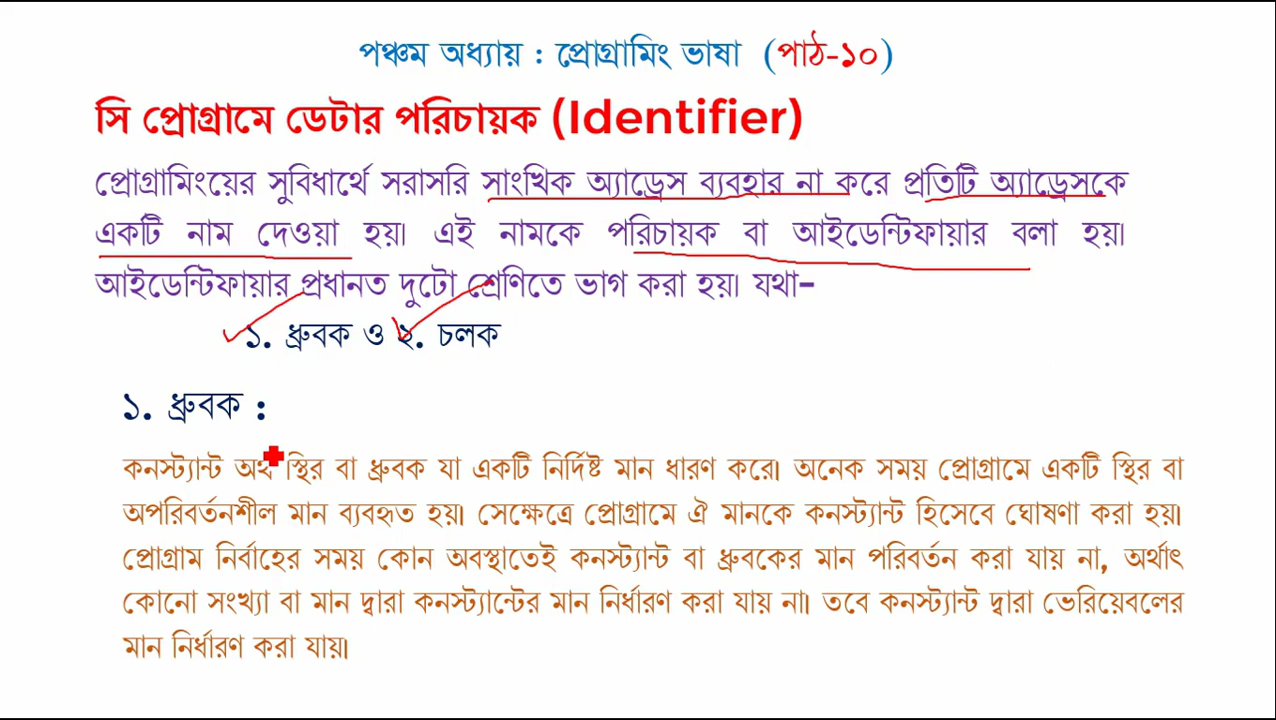 পঞ্চম অধ্যায় : প্রোগ্রামিং ভাষা (পাঠ-১০)
সি প্রোগ্রামে ডেটার পরিচায়ক (Identifier)
প্রোগ্রামিংয়ের সুবিধার্থে সরাসরি সাংখিক অ্যাড্রেস ব্যবহার না করে প্রতিটি অ্যাড্রেসকে
একটি নাম দেওয়া হয়। এই নামকে পরিচায়ক বা আইডেন্টিফায়ার বলা হয়।
আইডেন্টিফায়ার প্রধানত দুটো শ্রেণিতে ভাগ করা হয়। যথা-
১. ধ্রুবক ও ২. চলক
১. ধ্রুবক :
কনস্ট্যান্ট অর্থ স্থির বা ধ্রুবক যা একটি নির্দিষ্ট মান ধারণ করে। অনেক সময় প্রোগ্রামে একটি স্থির বা
অপরিবর্তনশীল মান ব্যবহৃত হয়। সেক্ষেত্রে প্রোগ্রামে ঐ মানকে কনস্ট্যান্ট হিসেবে ঘোষণা করা হয়।
প্রোগ্রাম নির্বাহের সময় কোন অবস্থাতেই কনস্ট্যান্ট বা ধ্রুবকের মান পরিবর্তন করা যায় না, অর্থাৎ
কোনো সংখ্যা বা মান দ্বারা কনস্ট্যান্টের মান নির্ধারণ করা যায় না। তবে কনস্ট্যান্ট দ্বারা ভেরিয়েবলের
মান নির্ধারণ করা যায়।